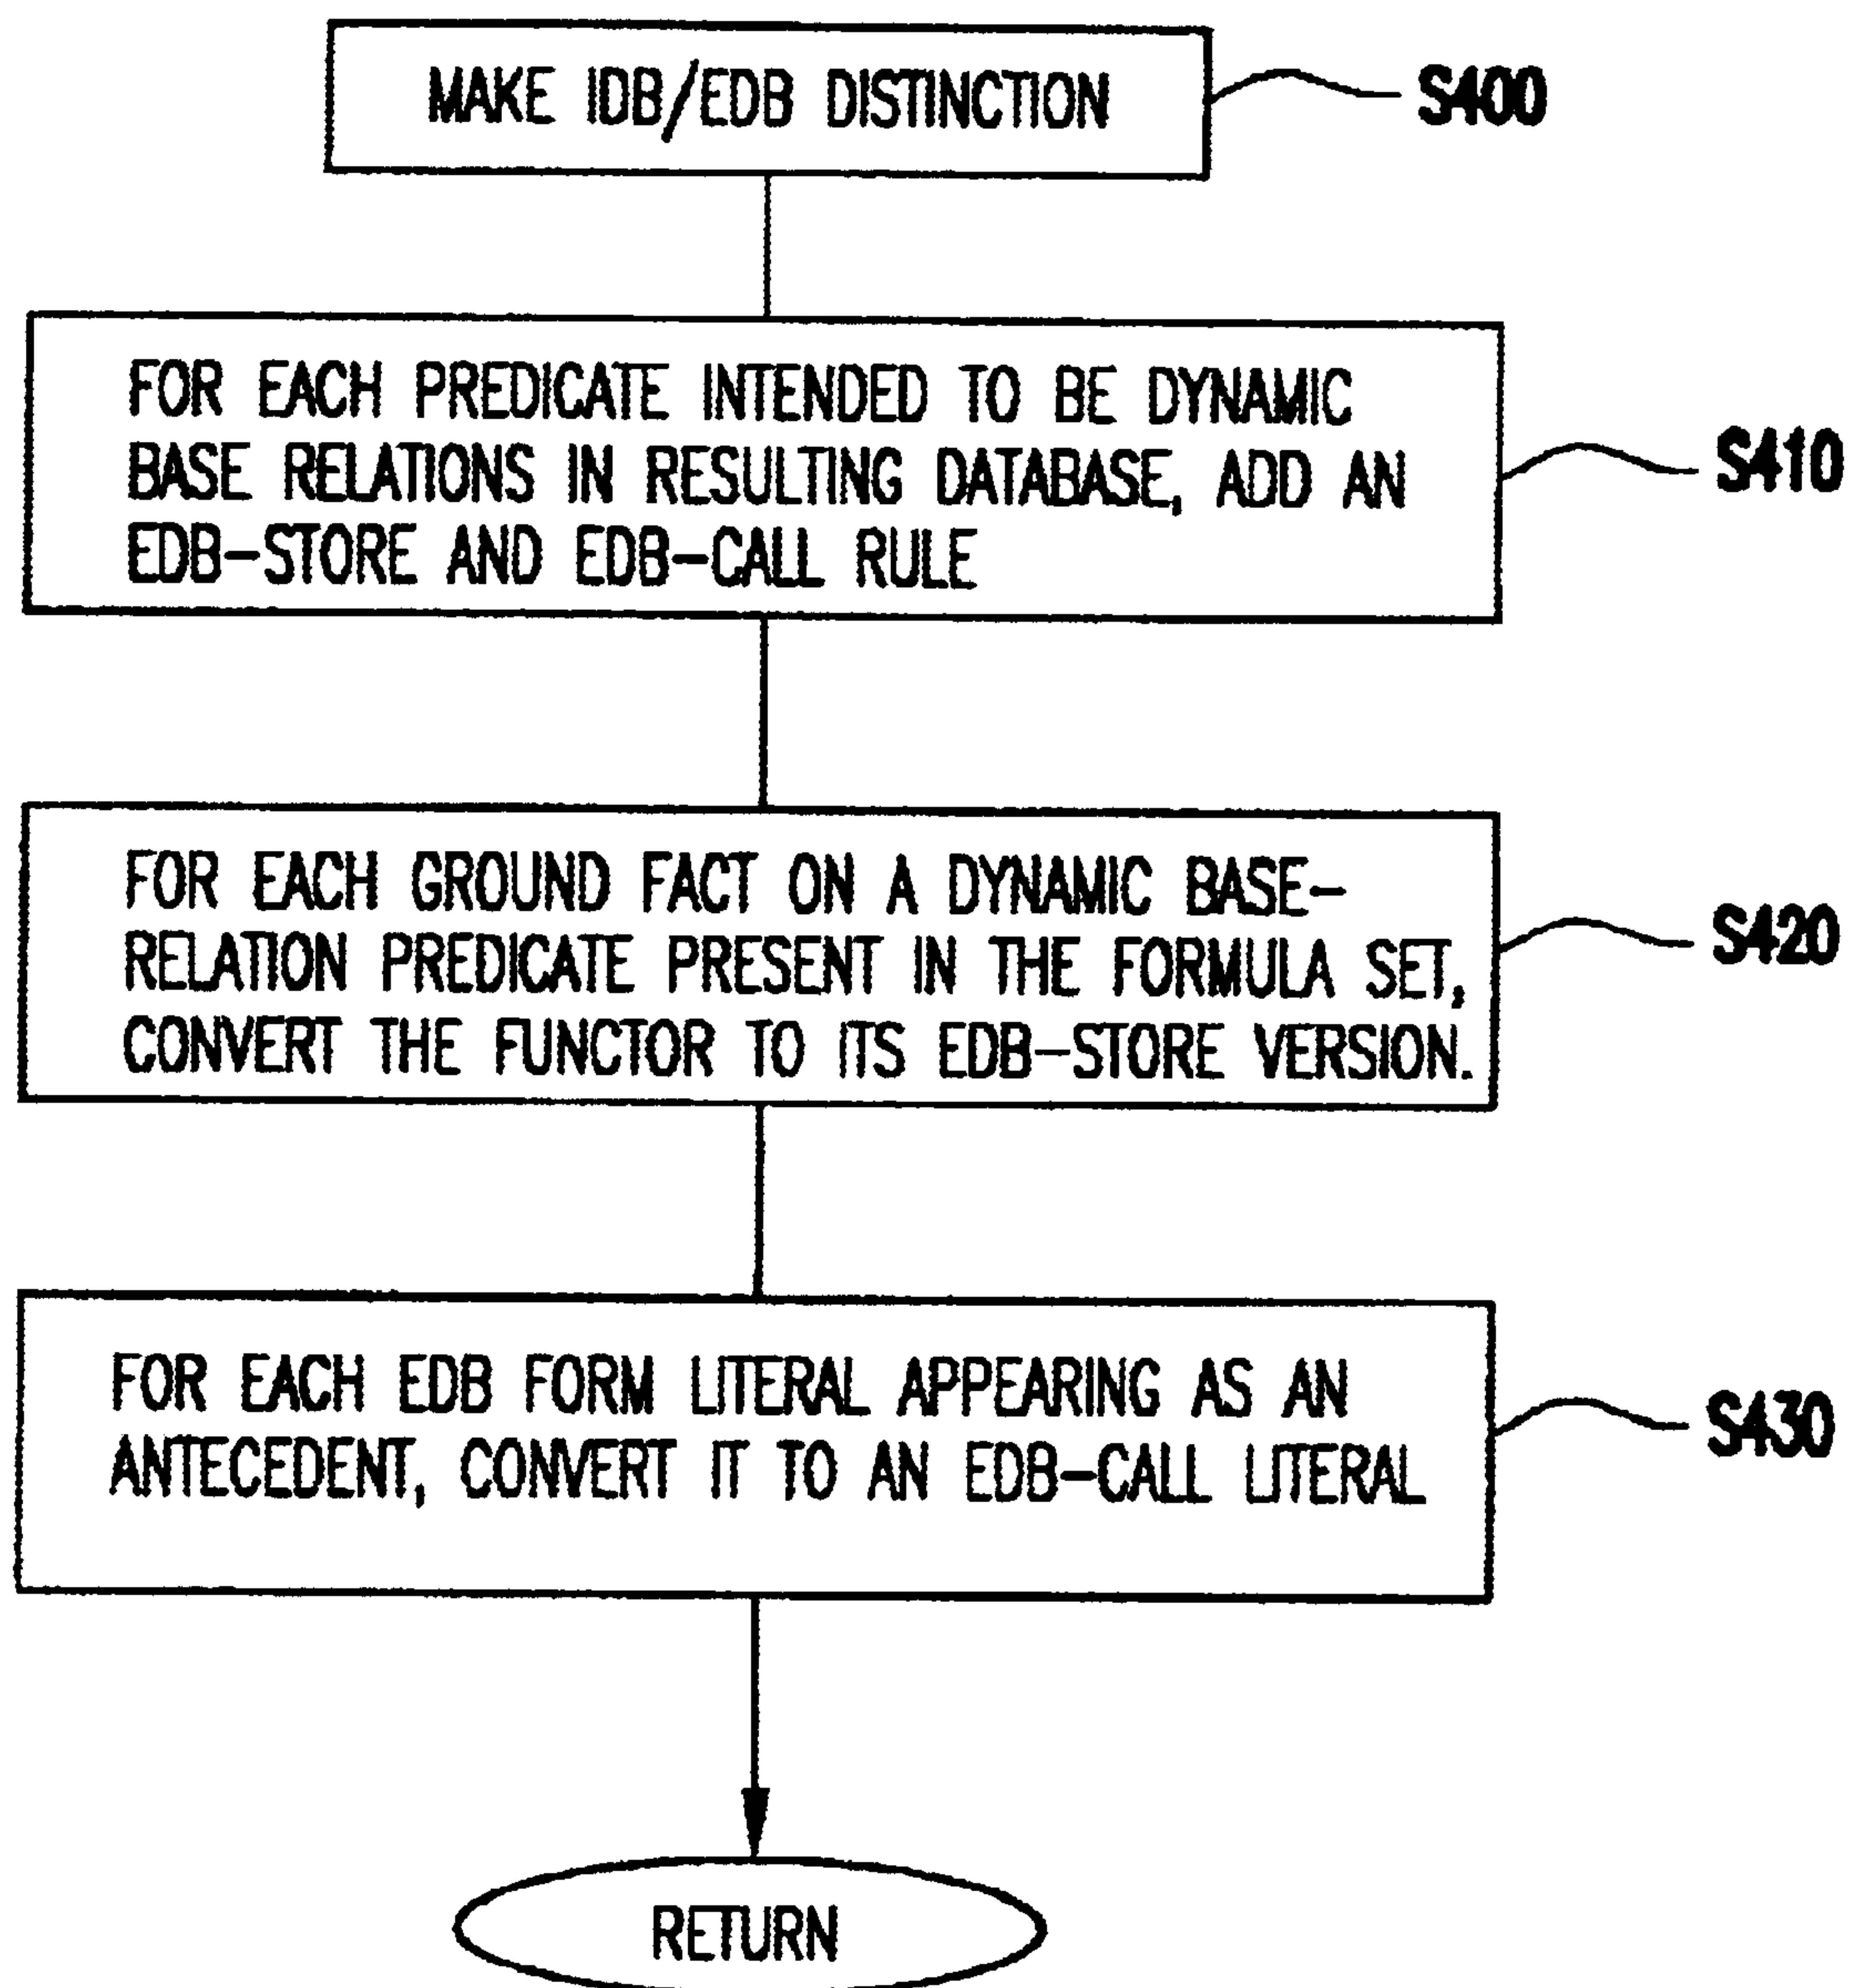 MAKE IDB/EDB DISTINCTION
S400
FOR EACH PREDICATE INTENDED TO BE DYNAMIC
BASE RELATIONS IN RESULTING DATABASE, ADD AN
EDB-STORE AND EDB-CALL RULE
S410
FOR EACH GROUND FACT ON A DYNAMIC BASE-
RELATION PREDICATE PRESENT IN THE FORMULA SET,
CONVERT THE FUNCTOR TO ITS EDB-STORE VERSION.
S420
FOR EACH EDB FORM LITERAL APPEARING AS AN
ANTECEDENT, CONVERT IT TO AN EDB-CALL LITERAL
S430
RETURN